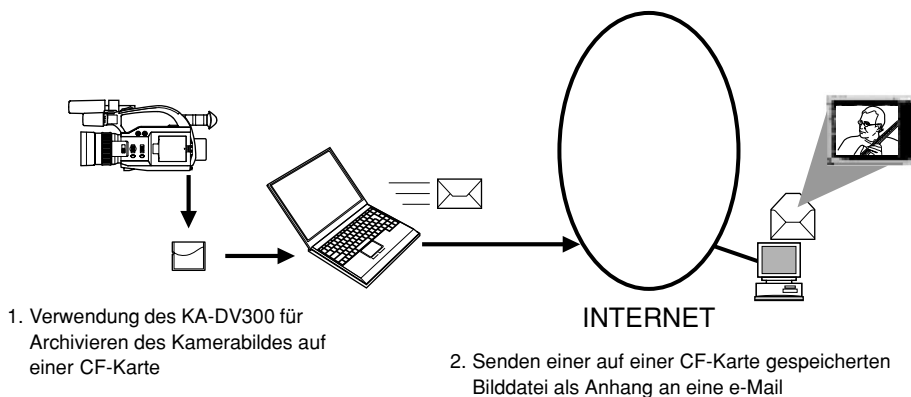 INTERNET
1. Verwendung des KA-DV300 für
Archivieren des Kamerabildes auf
einer CF-Karte
2. Senden einer auf einer CF-Karte gespeicherten
Bilddatei als Anhang an eine e-Mail